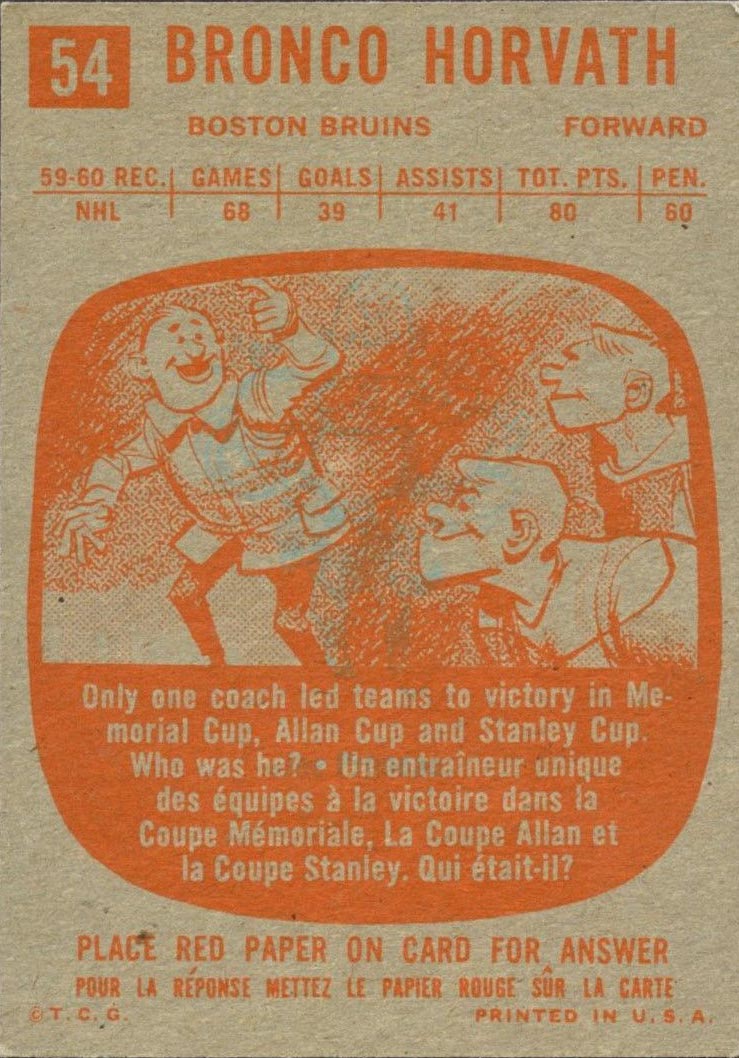 54 BRONCO HORVATH
BOSTON BRUINS FORWARD
59-60 REC. GAMES GOALS ASSISTS TOT. PTS. PEN.
NHL 68 39 41 80 60
Only one coach led teams to victory in Me-
morial Cup, Allan Cup and Stanley Cup.
Who was he? • Un entraîneur unique
des équipes à la victoire dans la
Coupe Mémoriale, La Coupe Allan et
la Coupe Stanley. Qui était-il?
PLACE RED PAPER ON CARD FOR ANSWER
POUR LA RÉPONSE METTEZ LE PAPIER ROUGE SÛR LA CARTE
© T. C. G. PRINTED IN U. S. A.